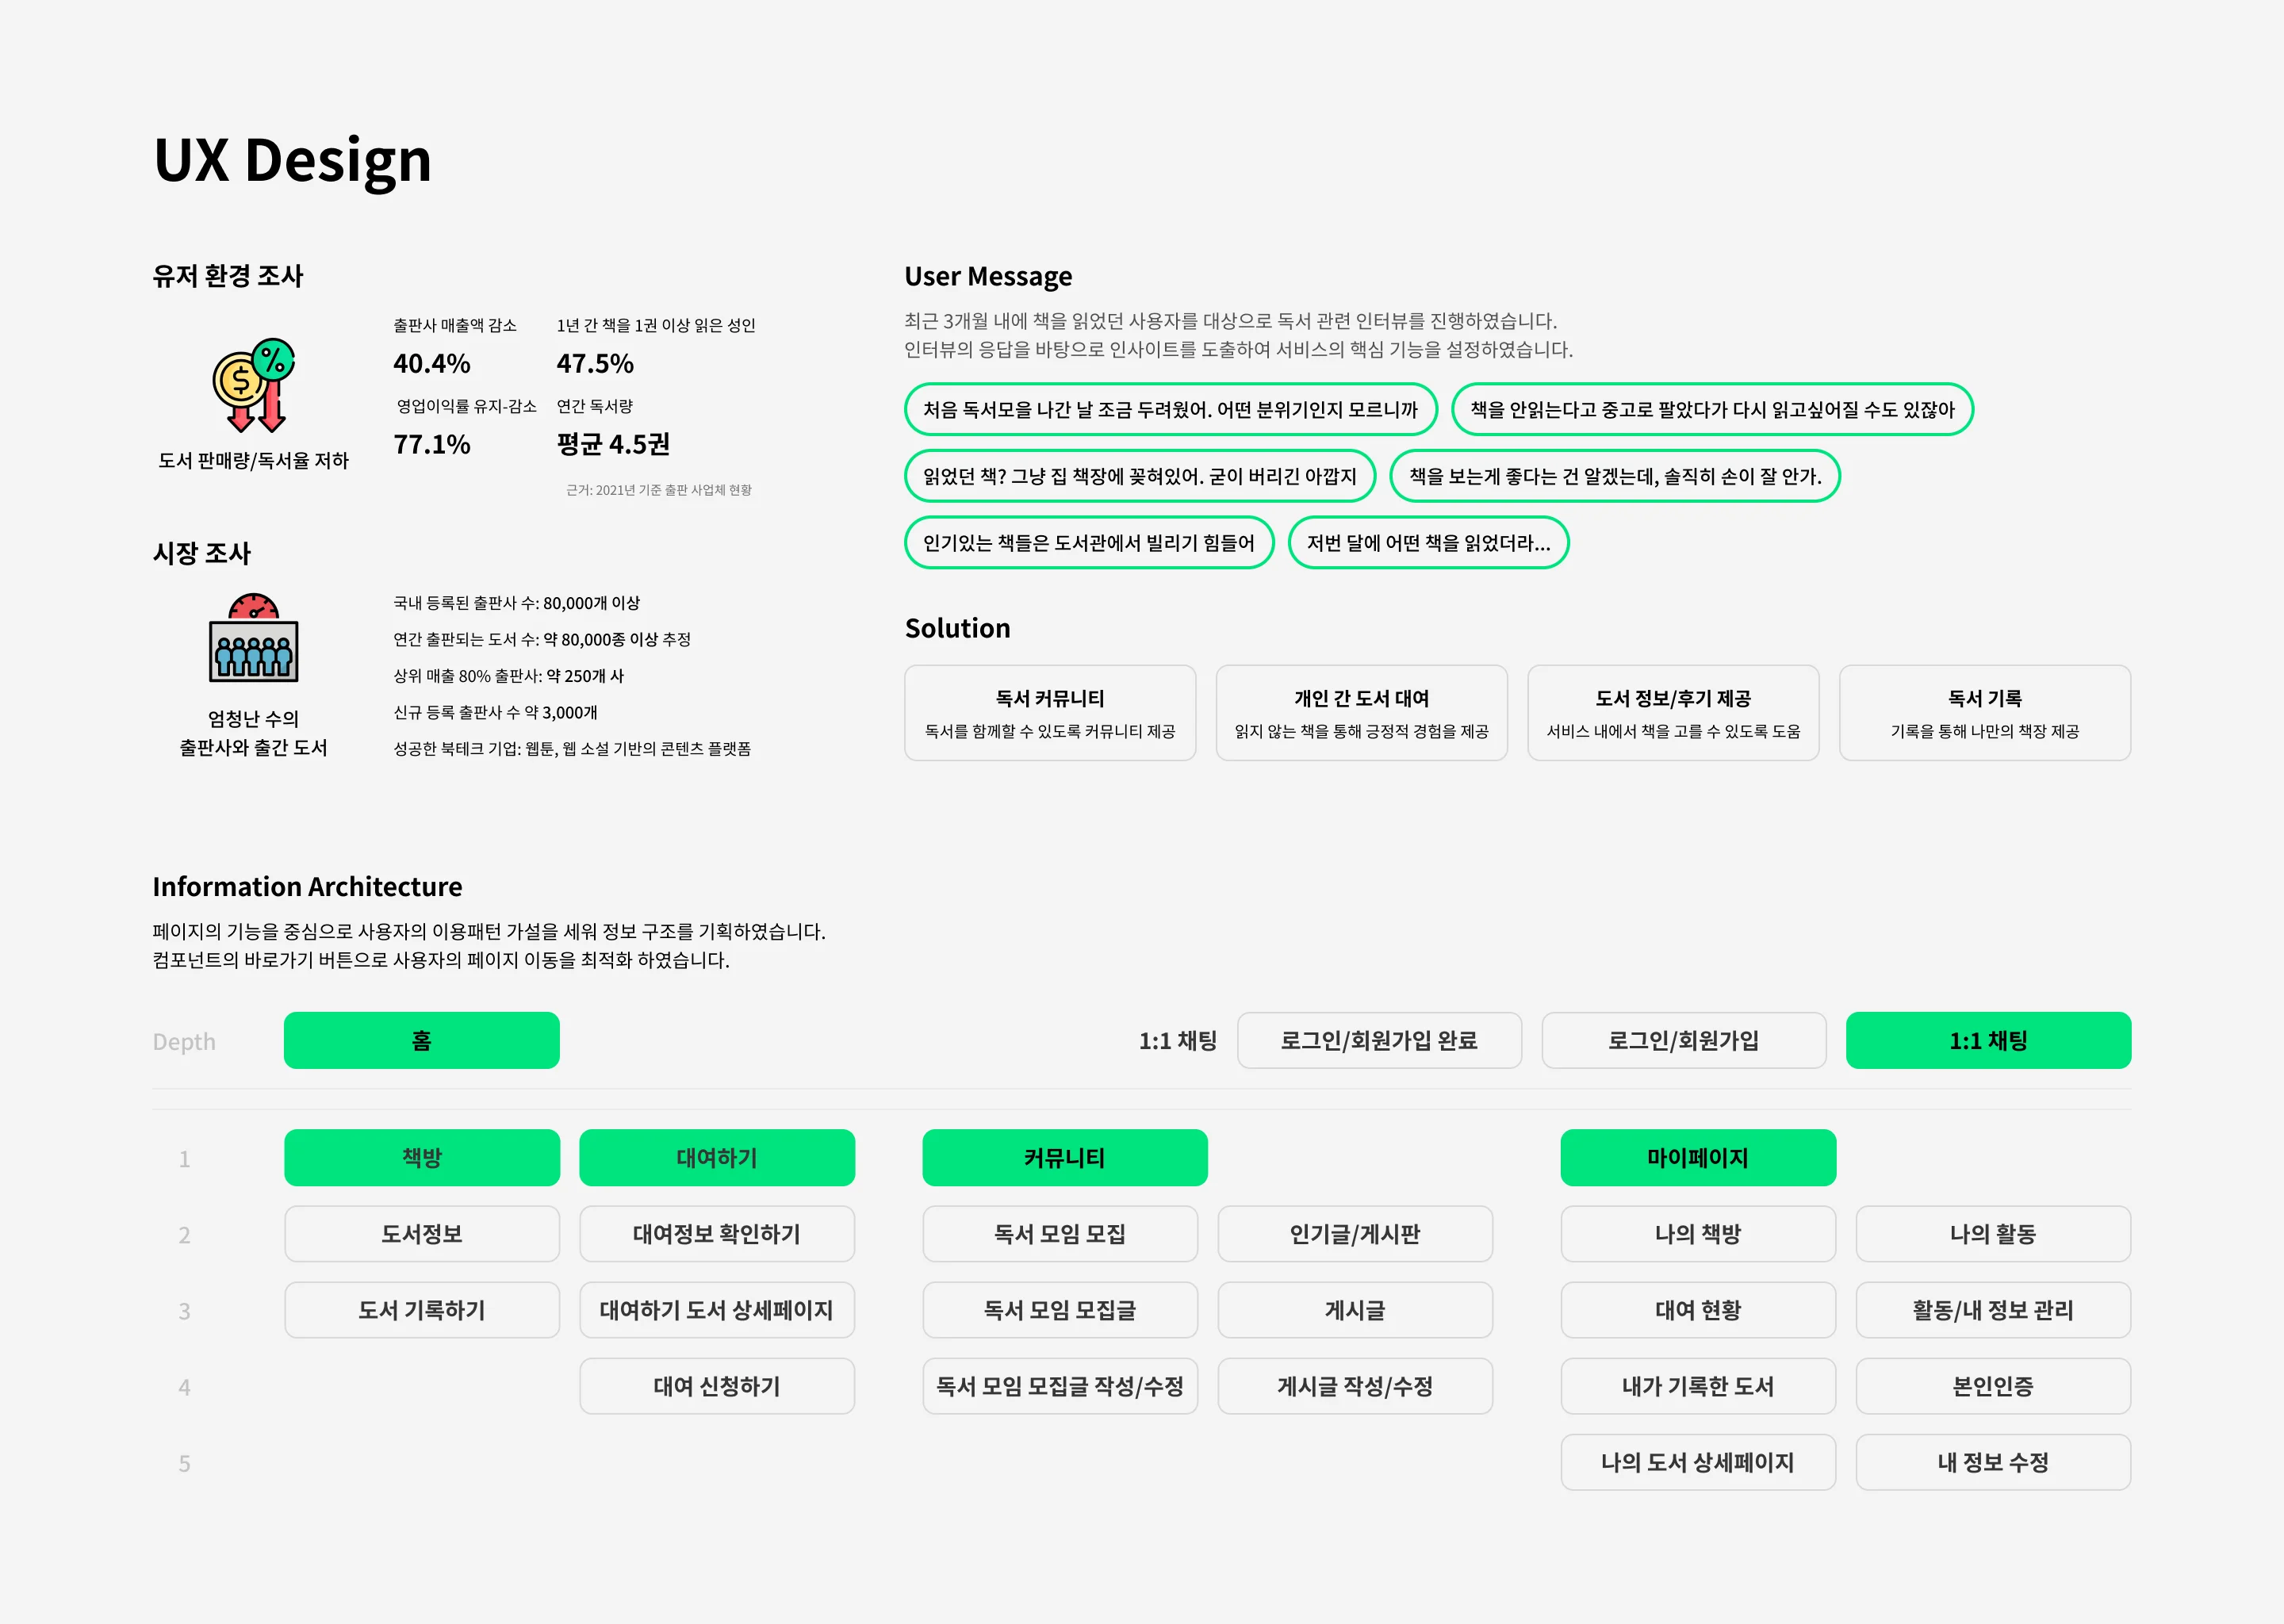 UX Design
유저 환경 조사
출판사 매출액 감소
40.4%
1년 간 책을 1권 이상 읽은 성인
47.5%
영업이익률 유지-감소
77.1%
연간 독서량
평균 4.5권
도서 판매량/독서율 저하
근거: 2021년 기준 출판 사업체 현황
시장 조사
엄청난 수의
출판사와 출간 도서
국내 등록된 출판사 수: 80,000개 이상
연간 출판되는 도서 수: 약 80,000종 이상 추정
상위 매출 80% 출판사: 약 250개 사
신규 등록 출판사 수 약 3,000개
성공한 북테크 기업: 웹툰, 웹 소설 기반의 콘텐츠 플랫폼
User Message
최근 3개월 내에 책을 읽었던 사용자를 대상으로 독서 관련 인터뷰를 진행하였습니다.
인터뷰의 응답을 바탕으로 인사이트를 도출하여 서비스의 핵심 기능을 설정하였습니다.
처음 독서모을 나간 날 조금 두려웠어. 어떤 분위기인지 모르니까
책을 안읽는다고 중고로 팔았다가 다시 읽고싶어질 수도 있잖아
읽었던 책? 그냥 집 책장에 꽂혀있어. 굳이 버리긴 아깝지
책을 보는게 좋다는 건 알겠는데, 솔직히 손이 잘 안가.
인기있는 책들은 도서관에서 빌리기 힘들어
저번 달에 어떤 책을 읽었더라...
Solution
독서 커뮤니티
독서를 함께할 수 있도록 커뮤니티 제공
개인 간 도서 대여
읽지 않는 책을 통해 긍정적 경험을 제공
도서 정보/후기 제공
서비스 내에서 책을 고를 수 있도록 도움
독서 기록
기록을 통해 나만의 책장 제공
Information Architecture
페이지의 기능을 중심으로 사용자의 이용패턴 가설을 세워 정보 구조를 기획하였습니다.
컴포넌트의 바로가기 버튼으로 사용자의 페이지 이동을 최적화 하였습니다.
Depth
홈
1:1 채팅
로그인/회원가입 완료
로그인/회원가입
1:1 채팅
1
책방
대여하기
커뮤니티
마이페이지
2
도서정보
대여정보 확인하기
독서 모임 모집
인기글/게시판
나의 책방
나의 활동
3
도서 기록하기
대여하기 도서 상세페이지
독서 모임 모집글
게시글
대여 현황
활동/내 정보 관리
4
대여 신청하기
독서 모임 모집글 작성/수정
게시글 작성/수정
내가 기록한 도서
본인인증
5
나의 도서 상세페이지
내 정보 수정